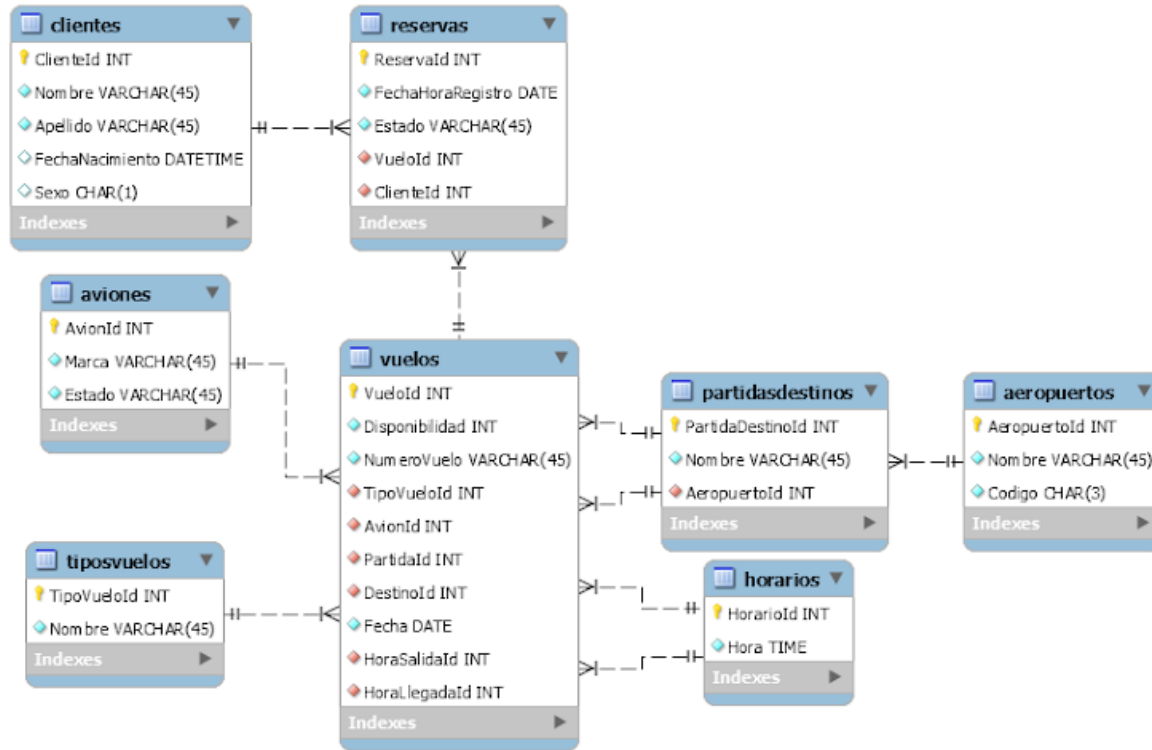 clientes
ClienteId INT
Nombre VARCHAR(45)
Apellido VARCHAR(45)
FechaNacimiento DATETIME
Sexo CHAR(1)
Indexes
reservas
ReservaId INT
FechaHoraRegistro DATE
Estado VARCHAR(45)
VueloId INT
ClienteId INT
Indexes
aviones
AvionId INT
Marca VARCHAR(45)
Estado VARCHAR(45)
Indexes
vuelos
VueloId INT
Disponibilidad INT
NumeroVuelo VARCHAR(45)
TipoVueloId INT
AvionId INT
PartidaId INT
DestinoId INT
Fecha DATE
HoraSalidaId INT
HoraLlegadaId INT
Indexes
partidasdestinos
PartidaDestinoId INT
Nombre VARCHAR(45)
AeropuertoId INT
Indexes
aeropuertos
AeropuertoId INT
Nombre VARCHAR(45)
Codigo CHAR(3)
Indexes
tiposvuelos
TipoVueloId INT
Nombre VARCHAR(45)
Indexes
horarios
HorarioId INT
Hora TIME
Indexes